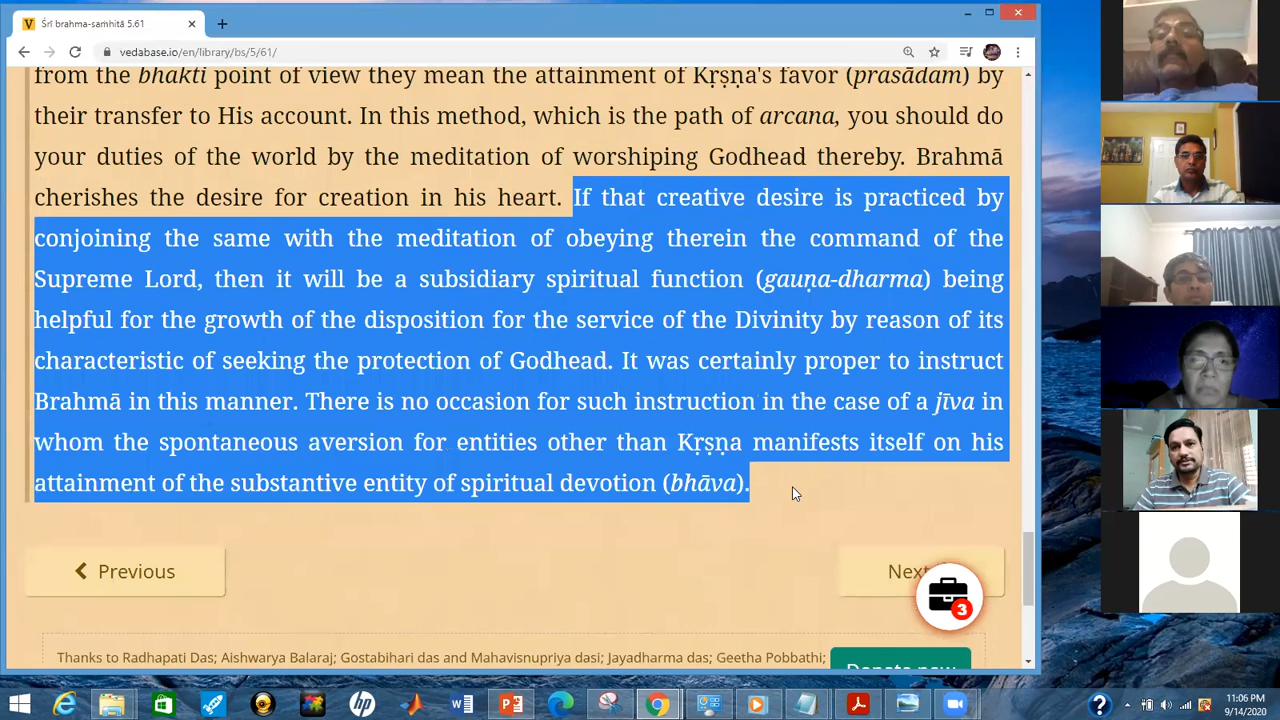 Śrī brahma-saṁhitā 5.61
vedabase.io/en/library/bs/5/61/
from the bhakti point of view they mean the attainment of Kṛṣṇa's favor (prasādam) by
their transfer to His account. In this method, which is the path of arcana, you should do
your duties of the world by the meditation of worshiping Godhead thereby. Brahmā
cherishes the desire for creation in his heart. If that creative desire is practiced by
conjoining the same with the meditation of obeying therein the command of the
Supreme Lord, then it will be a subsidiary spiritual function (gauṇa-dharma) being
helpful for the growth of the disposition for the service of the Divinity by reason of its
characteristic of seeking the protection of Godhead. It was certainly proper to instruct
Brahmā in this manner. There is no occasion for such instruction in the case of a jīva in
whom the spontaneous aversion for entities other than Kṛṣṇa manifests itself on his
attainment of the substantive entity of spiritual devotion (bhāva).
Previous
Next
3
Thanks to Radhapati Das; Aishwarya Balaraj; Gostabihari das and Mahavisnupriya dasi; Jayadharma das; Geetha Pobbathi;
Donate now
11:06 PM
9/14/2020